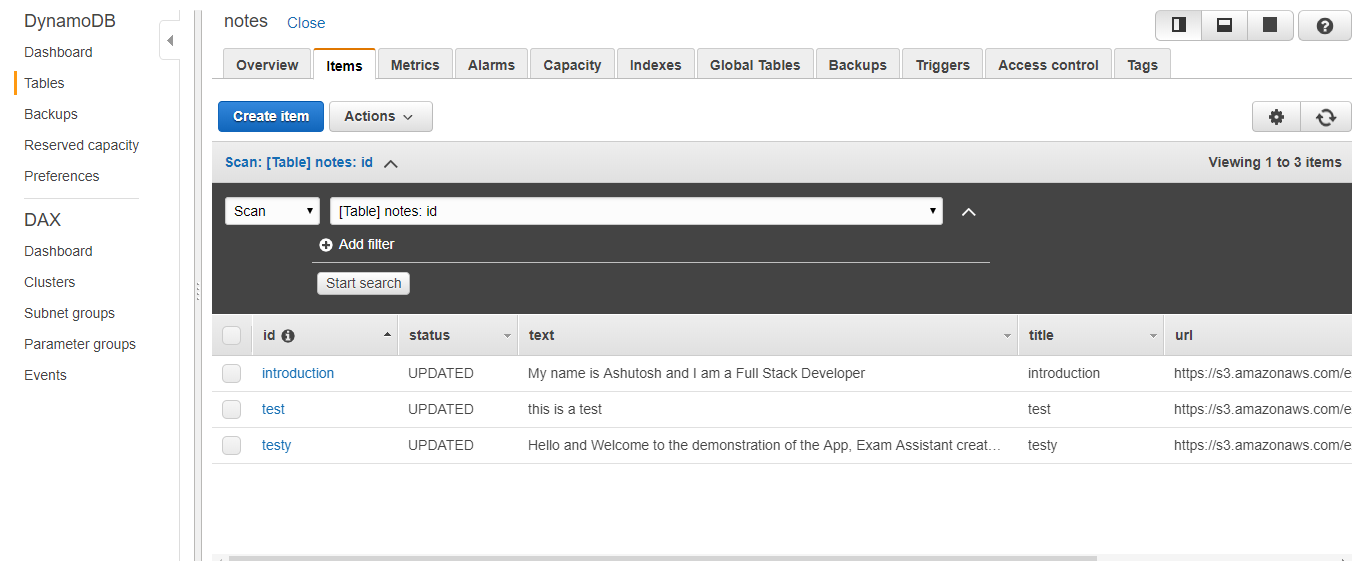 DynamoDB
Dashboard
Tables
Backups
Reserved capacity
Preferences
DAX
Dashboard
Clusters
Subnet groups
Parameter groups
Events
notes Close
Overview Items Metrics Alarms Capacity Indexes Global Tables Backups Triggers Access control Tags
Create item Actions
Scan: [Table] notes: id Viewing 1 to 3 items
Scan [Table] notes: id
Add filter
Start search
id status text title url
introduction UPDATED My name is Ashutosh and I am a Full Stack Developer introduction https://s3.amazonaws.com/e
test UPDATED this is a test test https://s3.amazonaws.com/e
testy UPDATED Hello and Welcome to the demonstration of the App, Exam Assistant creat… testy https://s3.amazonaws.com/e